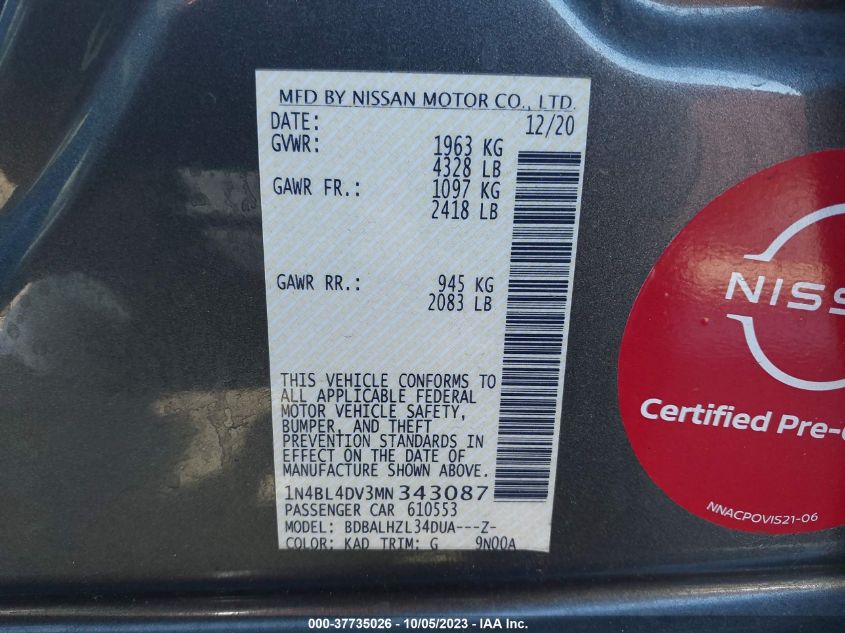 MFD BY NISSAN MOTOR CO., LTD.
DATE: 12/20
GVWR: 1963 KG
4328 LB
GAWR FR.: 1097 KG
2418 LB
GAWR RR.: 945 KG
2083 LB
THIS VEHICLE CONFORMS TO
ALL APPLICABLE FEDERAL
MOTOR VEHICLE SAFETY,
BUMPER, AND THEFT
PREVENTION STANDARDS IN
EFFECT ON THE DATE OF
MANUFACTURE SHOWN ABOVE.
1N4BL4DV3MN 343087
PASSENGER CAR 610553
MODEL: BDBALHZL34DUA---Z-
COLOR: KAD TRIM: G 9N00A
NISS
Certified Pre-
NNACPOVIS21-06
000-37735026 - 10/05/2023 - IAA Inc.